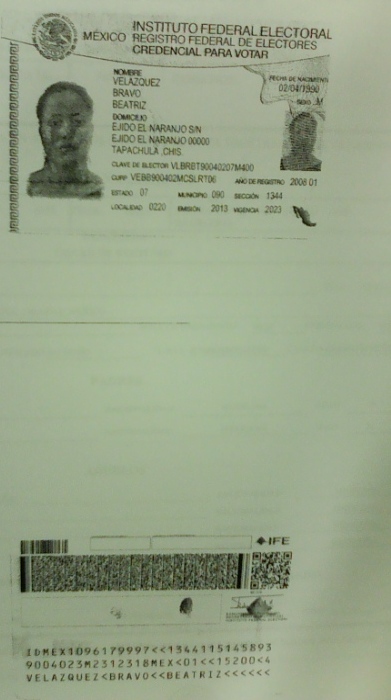 INSTITUTO FEDERAL ELECTORAL
MÉXICO REGISTRO FEDERAL DE ELECTORES
CREDENCIAL PARA VOTAR
NOMBRE
VELAZQUEZ
BRAVO
BEATRIZ
FECHA DE NACIMIENTO
02/04/1990
SEXO M
DOMICILIO
EJIDO EL NARANJO S/N
EJIDO EL NARANJO 00000
TAPACHULA ,CHIS.
CLAVE DE ELECTOR VLBRBT90040207M400
CURP VEBB900402MCSLRT06 AÑO DE REGISTRO 2008 01
ESTADO 07 MUNICIPIO 090 SECCIÓN 1344
LOCALIDAD 0220 EMISIÓN 2013 VIGENCIA 2023
IFE
IDMEX1096179997<<1344115145893
9004023M2312318MEX<01<<15200<4
VELAZQUEZ<BRAVO<<BEATRIZ<<<<<<